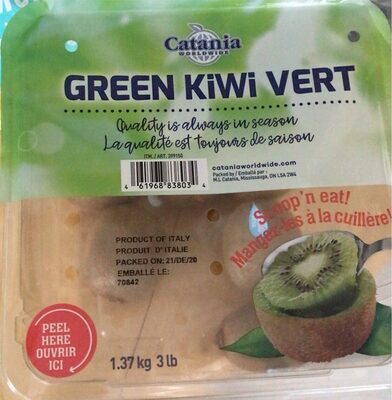 Catania
WORLDWIDE
GREEN KiWi VERT
Quality is always in season
La qualité est toujours de saison
ITM. / ART. 289150
cataniaworldwide.com
Packed by / Emballé par :
M.L. Catania, Mississauga, ON L5A 2W4
4 61968 83803 4
Scoop 'n eat!
Mangez-les à la cuillère!
PRODUCT OF ITALY
PRODUIT D' ITALIE
PACKED ON: 21/DE/20
EMBALLÉ LE:
70842
PEEL
HERE
OUVRIR
ICI
1.37 kg 3 lb